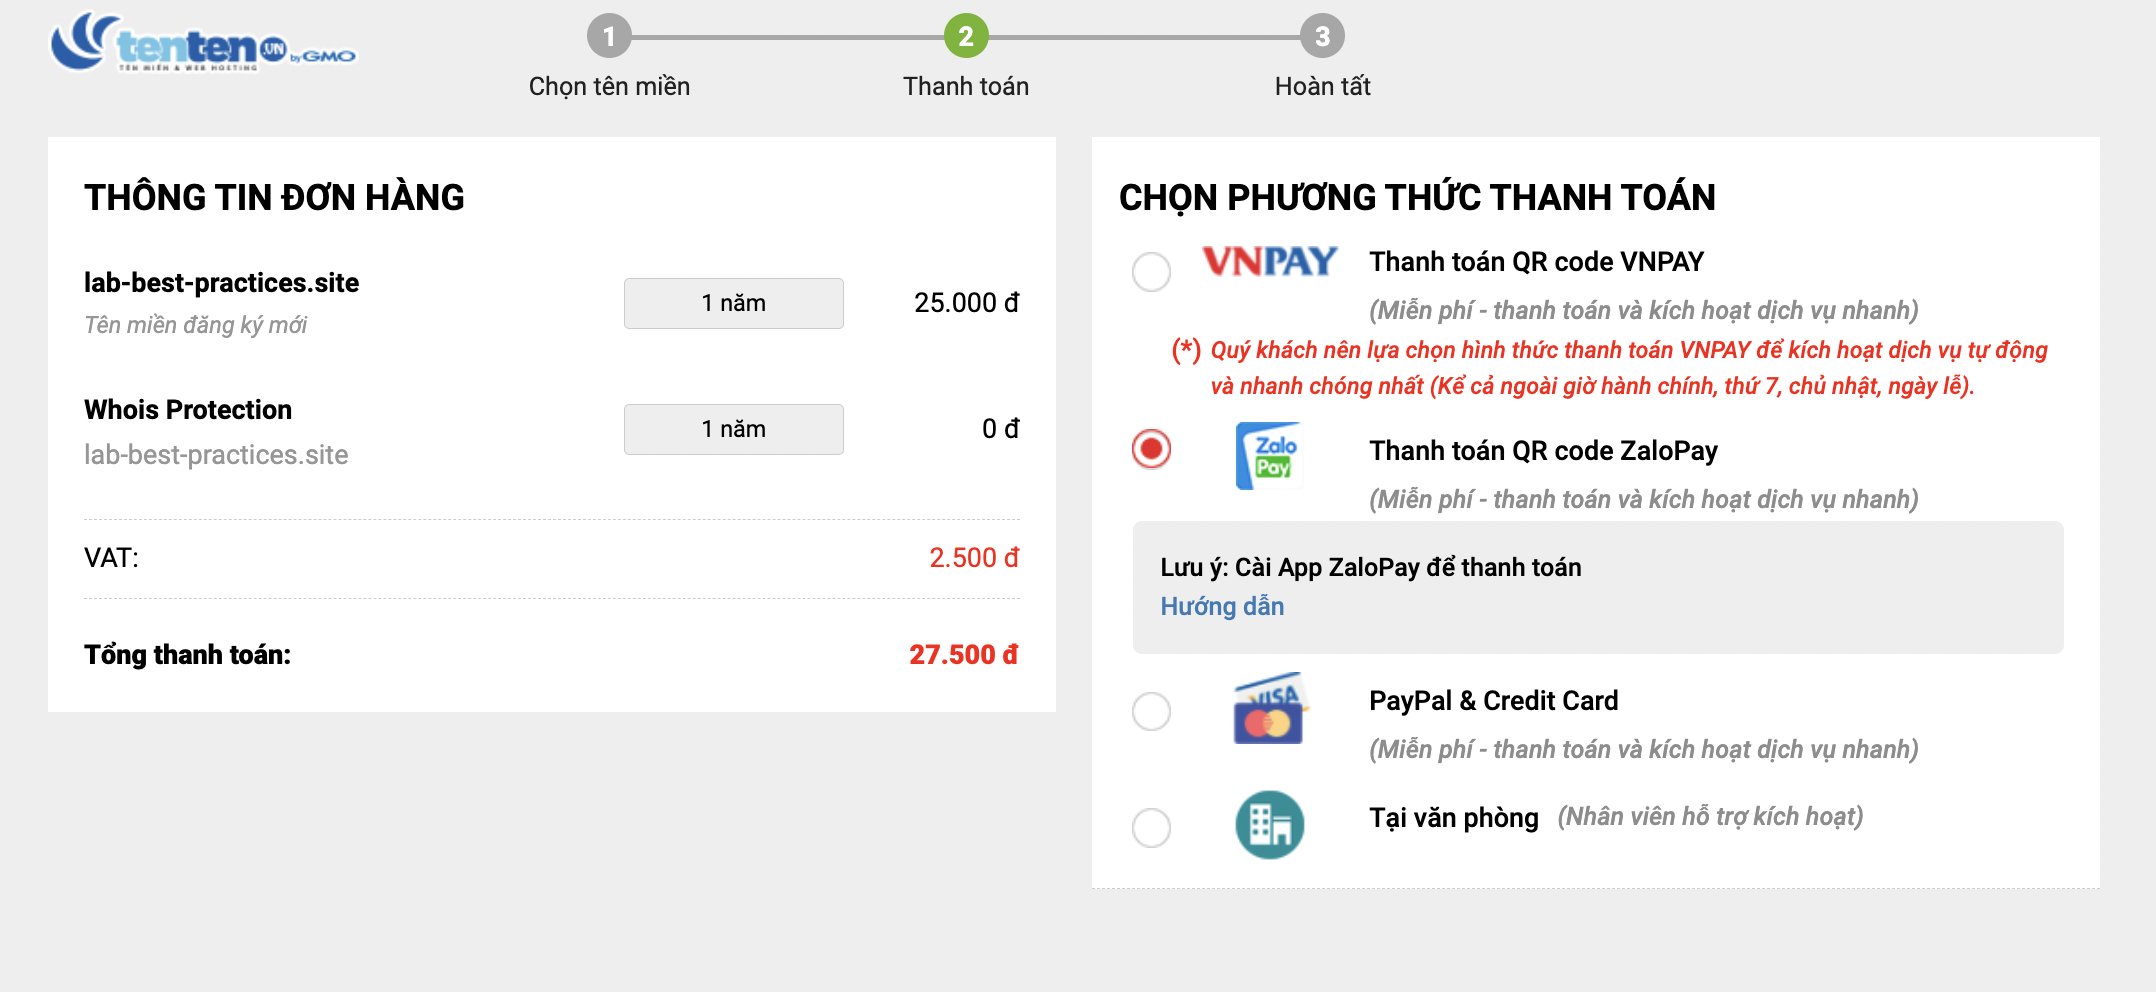 tenten.VN by GMO
TÊN MIỀN & WEB HOSTING
1
2
3
Chọn tên miền
Thanh toán
Hoàn tất
THÔNG TIN ĐƠN HÀNG
lab-best-practices.site
Tên miền đăng ký mới
1 năm
25.000 đ
Whois Protection
lab-best-practices.site
1 năm
0 đ
VAT:
2.500 đ
Tổng thanh toán:
27.500 đ
CHỌN PHƯƠNG THỨC THANH TOÁN
VNPAY
Thanh toán QR code VNPAY
(Miễn phí - thanh toán và kích hoạt dịch vụ nhanh)
(*) Quý khách nên lựa chọn hình thức thanh toán VNPAY để kích hoạt dịch vụ tự động
và nhanh chóng nhất (Kể cả ngoài giờ hành chính, thứ 7, chủ nhật, ngày lễ).
Zalo
Pay
Thanh toán QR code ZaloPay
(Miễn phí - thanh toán và kích hoạt dịch vụ nhanh)
Lưu ý: Cài App ZaloPay để thanh toán
Hướng dẫn
VISA
PayPal & Credit Card
(Miễn phí - thanh toán và kích hoạt dịch vụ nhanh)
Tại văn phòng (Nhân viên hỗ trợ kích hoạt)